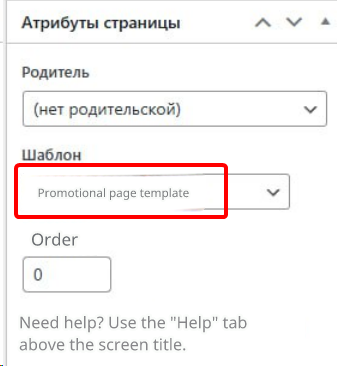 Атрибуты страницы
Родитель
(нет родительской)
Шаблон
Promotional page template
Order
0
Need help? Use the "Help" tab
above the screen title.